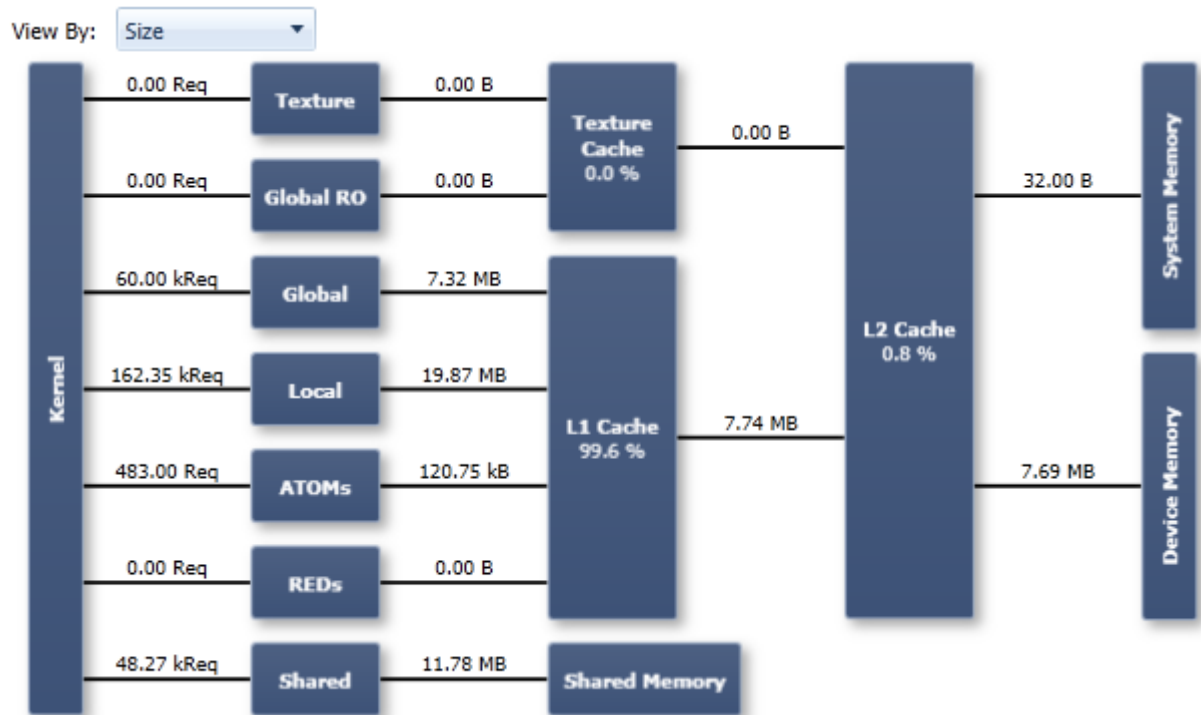 View By: Size
0.00 Req
Texture
0.00 B
Texture
Cache
0.0 %
0.00 B
0.00 Req
Global RO
0.00 B
32.00 B
System Memory
60.00 kReq
Global
7.32 MB
L2 Cache
0.8 %
Kernel
162.35 kReq
Local
19.87 MB
L1 Cache
99.6 %
7.74 MB
483.00 Req
ATOMs
120.75 kB
7.69 MB
Device Memory
0.00 Req
REDs
0.00 B
48.27 kReq
Shared
11.78 MB
Shared Memory